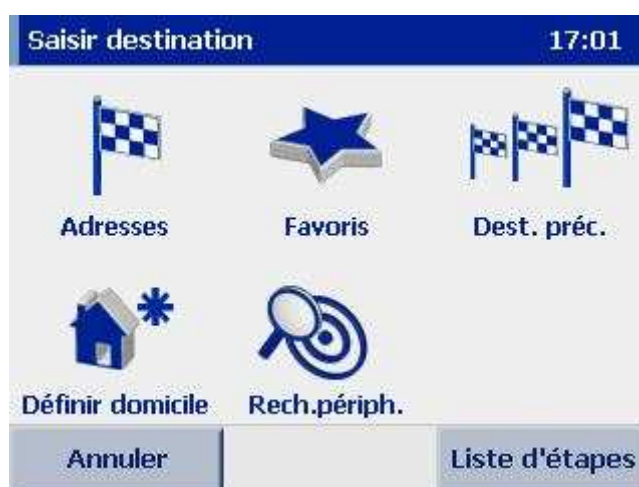 Saisir destination 17:01
Adresses Favoris Dest. préc.
Définir domicile Rech.périph.
Annuler Liste d'étapes